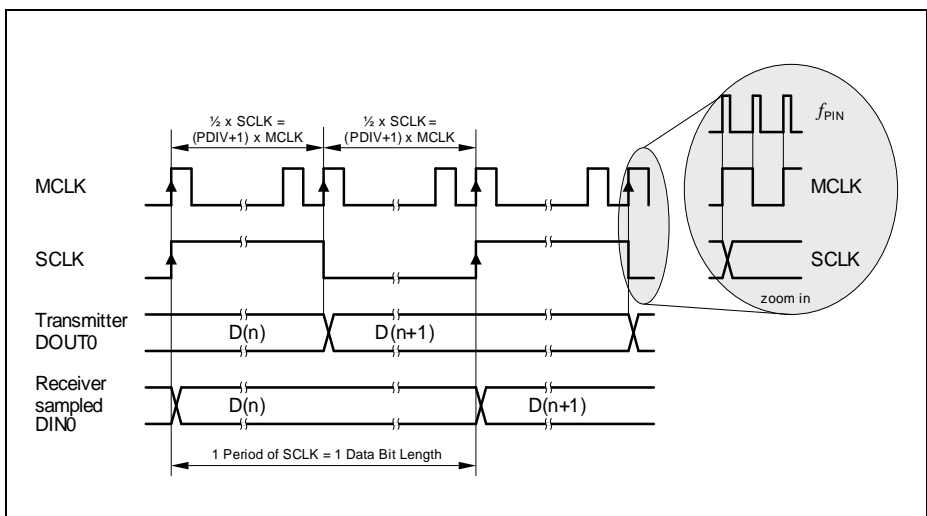 ½ x SCLK =
(PDIV+1) x MCLK
½ x SCLK =
(PDIV+1) x MCLK
MCLK
SCLK
Transmitter
DOUT0
D(n)
D(n+1)
Receiver
sampled
DIN0
D(n)
D(n+1)
1 Period of SCLK = 1 Data Bit Length
fPIN
MCLK
SCLK
zoom in